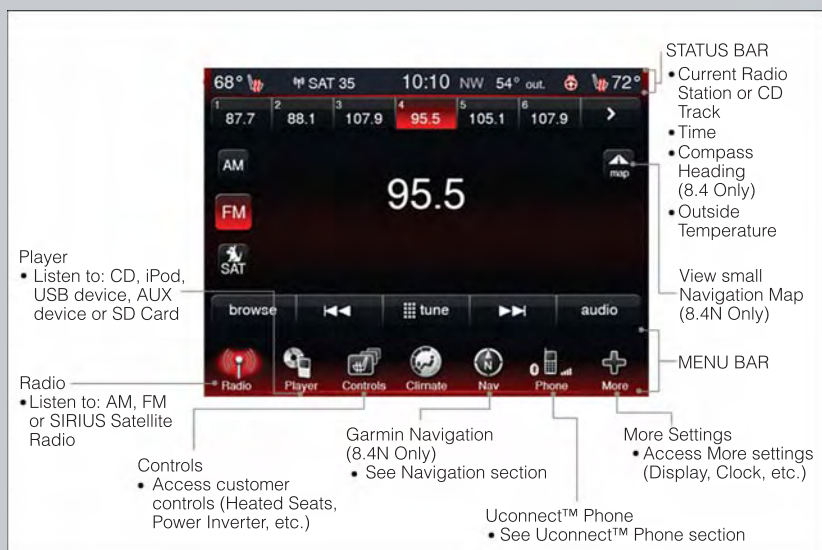 68° SAT 35 10:10 NW 54° out. 72°
1 2 3 4 5 6
87.7 88.1 107.9 95.5 105.1 107.9 >
AM
map
95.5
FM
SAT
browse tune audio
Radio Player Controls Climate N Nav 0 Phone More
STATUS BAR
• Current Radio
Station or CD
Track
• Time
• Compass
Heading
(8.4 Only)
• Outside
Temperature
View small
Navigation Map
(8.4N Only)
MENU BAR
Player
• Listen to: CD, iPod,
USB device, AUX
device or SD Card
Radio
• Listen to: AM, FM
or SIRIUS Satellite
Radio
Controls
• Access customer
controls (Heated Seats,
Power Inverter, etc.)
Garmin Navigation
(8.4N Only)
• See Navigation section
Uconnect™ Phone
• See Uconnect™ Phone section
More Settings
• Access More settings
(Display, Clock, etc.)